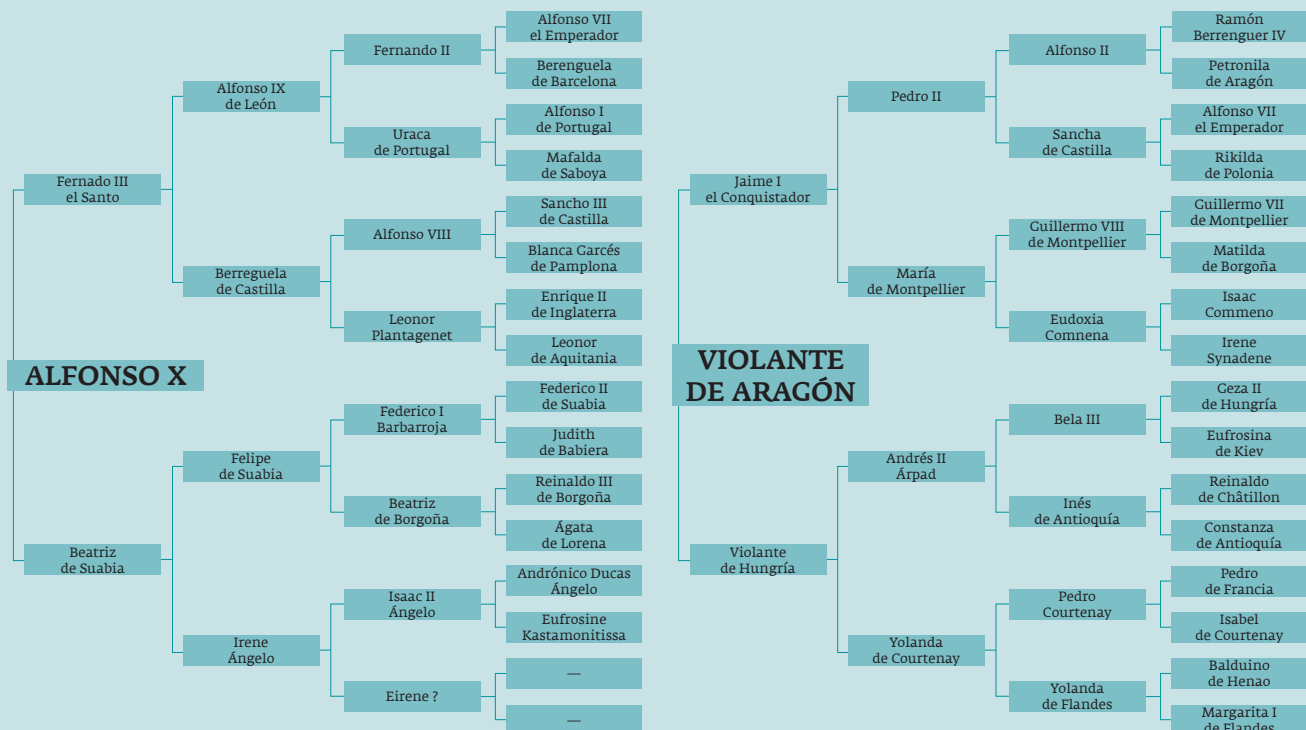 ALFONSO X
Fernado III
el Santo
Beatriz
de Suabia
Alfonso IX
de León
Berreguela
de Castilla
Felipe
de Suabia
Irene
Ángelo
Fernando II
Uraca
de Portugal
Alfonso VIII
Leonor
Plantagenet
Federico I
Barbarroja
Beatriz
de Borgoña
Isaac II
Ángelo
Eirene ?
Alfonso VII
el Emperador
Berenguela
de Barcelona
Alfonso I
de Portugal
Mafalda
de Saboya
Sancho III
de Castilla
Blanca Garcés
de Pamplona
Enrique II
de Inglaterra
Leonor
de Aquitania
Federico II
de Suabia
Judith
de Babiera
Reinaldo III
de Borgoña
Ágata
de Lorena
Andrónico Ducas
Ángelo
Eufrosine
Kastamonitissa
—
—
VIOLANTE
DE ARAGÓN
Jaime I
el Conquistador
Violante
de Hungría
Pedro II
María
de Montpellier
Andrés II
Árpad
Yolanda
de Courtenay
Alfonso II
Sancha
de Castilla
Guillermo VIII
de Montpellier
Eudoxia
Comnena
Bela III
Inés
de Antioquía
Pedro
Courtenay
Yolanda
de Flandes
Ramón
Berrenguer IV
Petronila
de Aragón
Alfonso VII
el Emperador
Rikilda
de Polonia
Guillermo VII
de Montpellier
Matilda
de Borgoña
Isaac
Commeno
Irene
Synadene
Geza II
de Hungría
Eufrosina
de Kiev
Reinaldo
de Châtillon
Constanza
de Antioquía
Pedro
de Francia
Isabel
de Courtenay
Balduino
de Henao
Margarita I
de Flandes